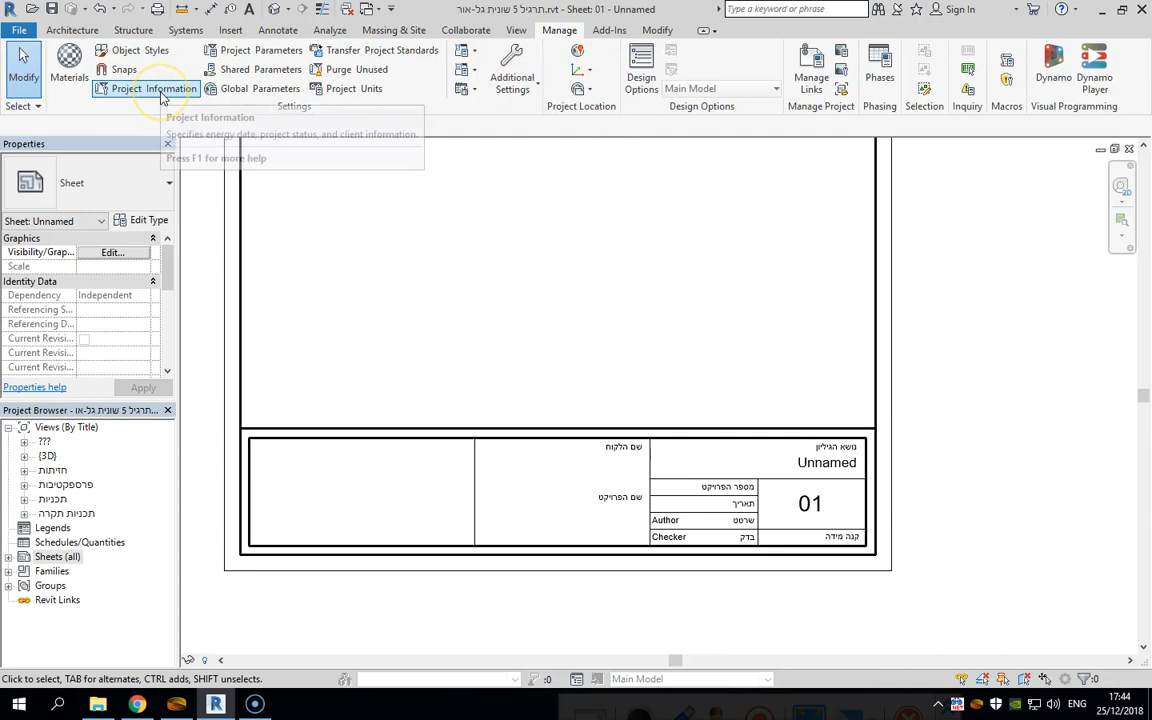 תרגיל 5 שונית גל-אור.rvt - Sheet: 01 - Unnamed
Type a keyword or phrase
Sign In
File
Architecture
Structure
Systems
Insert
Annotate
Analyze
Massing & Site
Collaborate
View
Manage
Add-Ins
Modify
Modify
Select
Materials
Object Styles
Snaps
Project Information
Project Parameters
Shared Parameters
Global Parameters
Transfer Project Standards
Purge Unused
Project Units
Settings
Additional Settings
Project Location
Design Options
Main Model
Design Options
Manage Links
Manage Project
Phases
Phasing
Selection
Inquiry
Macros
Dynamo
Dynamo Player
Visual Programming
Project Information
Specifies energy data, project status, and client information.
Press F1 for more help
Properties
Sheet
Sheet: Unnamed
Edit Type
Graphics
Visibility/Grap...
Edit...
Scale
Identity Data
Dependency
Independent
Referencing S...
Referencing D...
Current Revisi...
Current Revisi...
Current Revisi...
Properties help
Apply
Project Browser - תרגיל 5 שונית גל-או...
Views (By Title)
???
{3D}
חזיתות
פרספקטיבות
תכניות
תכניות תקרה
Legends
Schedules/Quantities
Sheets (all)
Families
Groups
Revit Links
שם הלקוח
שם הפרויקט
נושא הגיליון
Unnamed
מספר הפרויקט
תאריך
Author שרטט
Checker בדק
01
קנה מידה
Click to select, TAB for alternates, CTRL adds, SHIFT unselects.
:0
Main Model
:0
ENG
17:44
25/12/2018